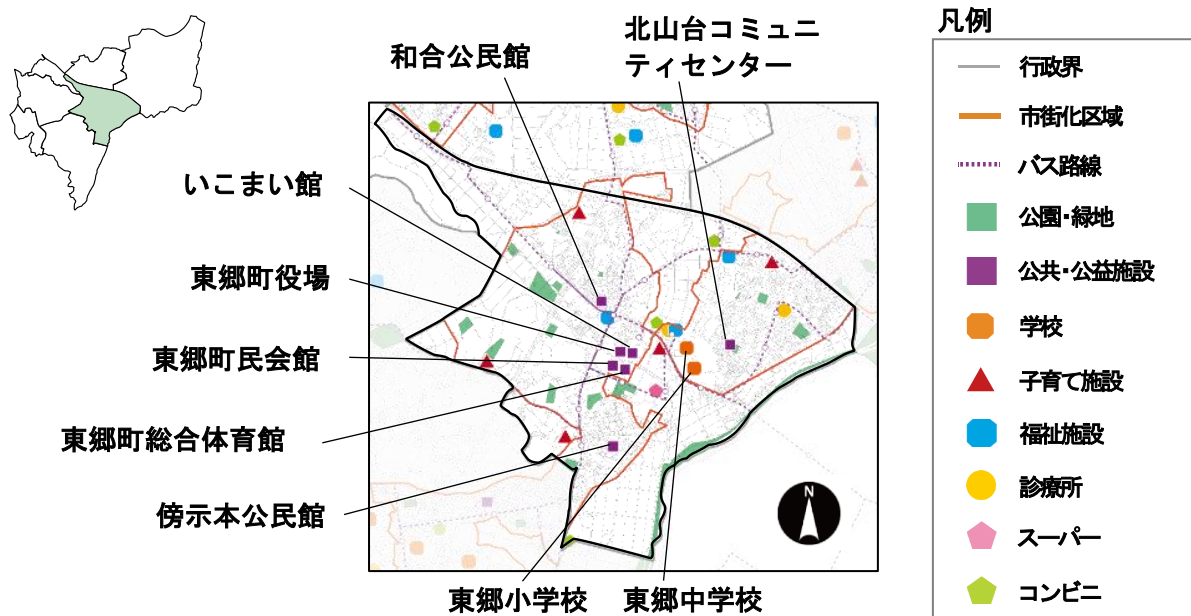 北山台コミュニ
ティセンター
和合公民館
いこまい館
東郷町役場
東郷町民会館
東郷町総合体育館
傍示本公民館
東郷小学校
東郷中学校
N
凡例
行政界
市街化区域
バス路線
公園・緑地
公共・公益施設
学校
子育て施設
福祉施設
診療所
スーパー
コンビニ